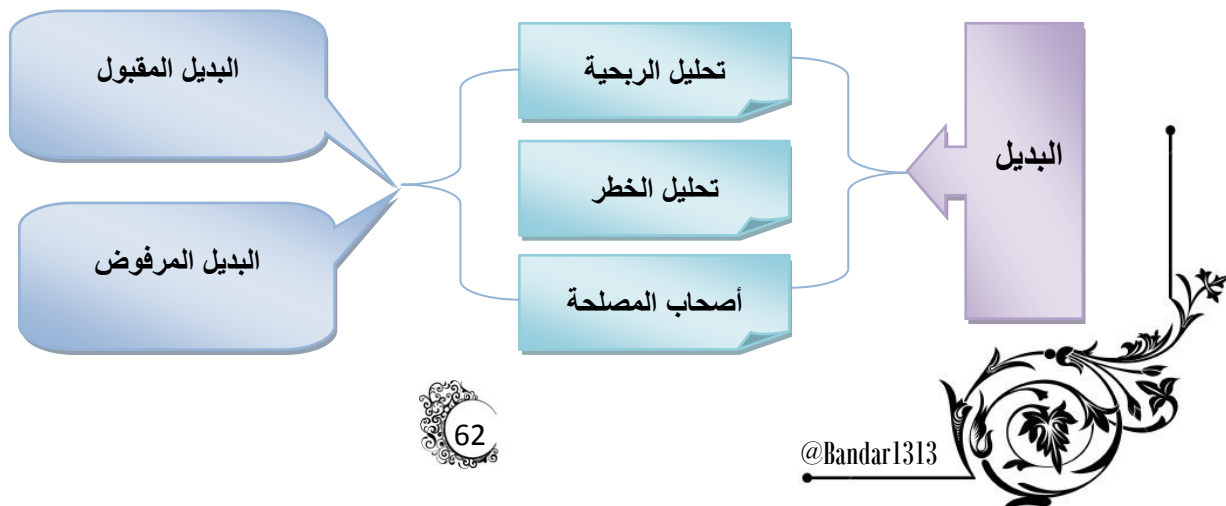 البديل
تحليل الربحية
تحليل الخطر
أصحاب المصلحة
البديل المقبول
البديل المرفوض
62
@Bandar1313